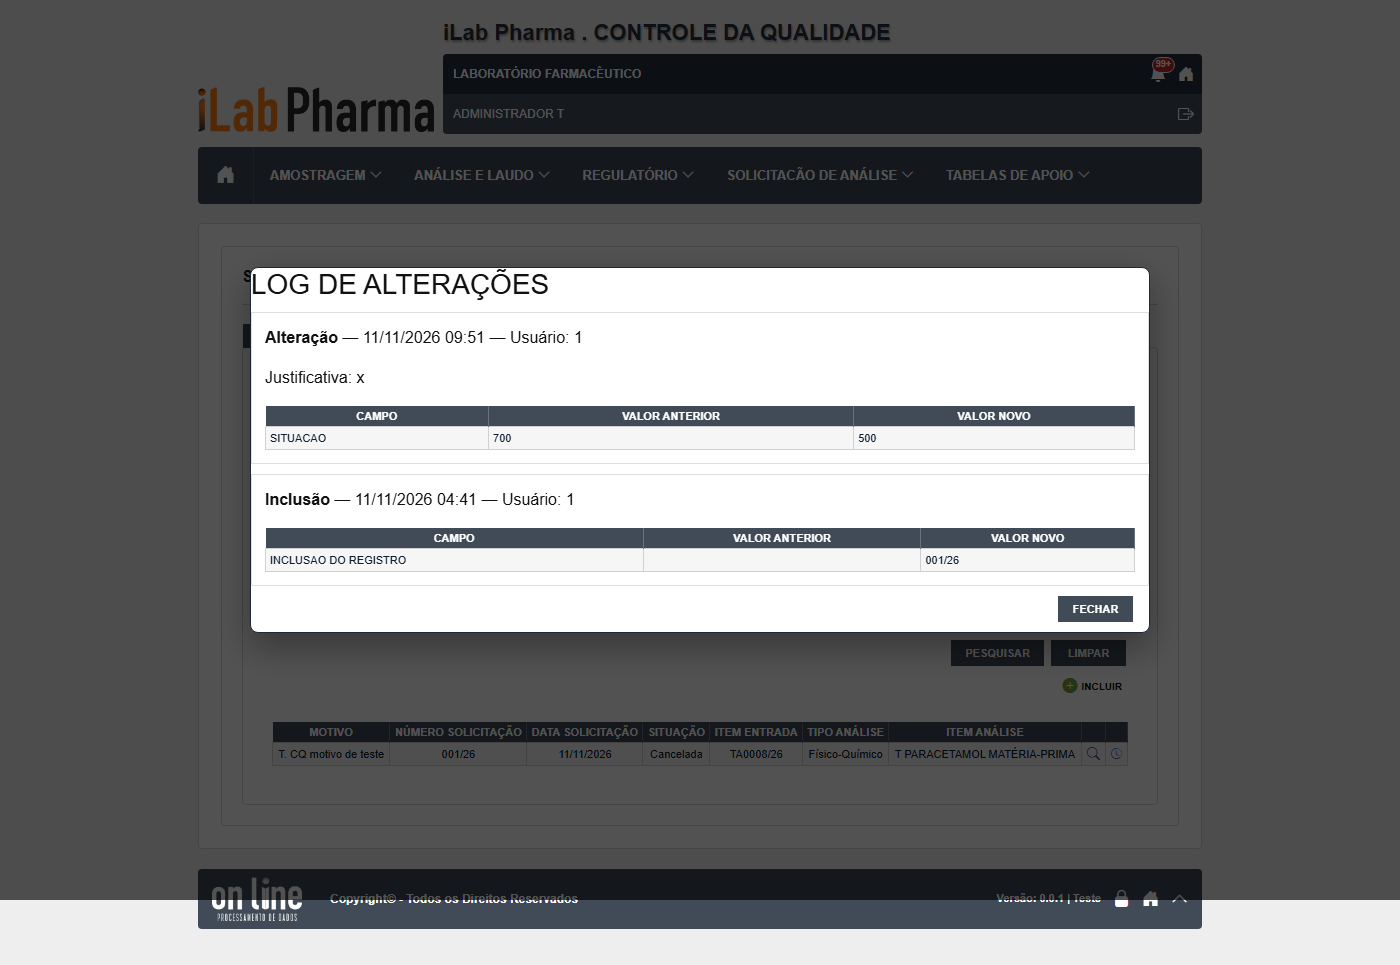 iLab Pharma . CONTROLE DA QUALIDADE
LABORATÓRIO FARMACÊUTICO
99+
iLab Pharma
ADMINISTRADOR T
AMOSTRAGEM
ANÁLISE E LAUDO
REGULATÓRIO
SOLICITACÃO DE ANÁLISE
TABELAS DE APOIO
S
LOG DE ALTERAÇÕES
Alteração — 11/11/2026 09:51 — Usuário: 1
Justificativa: x
CAMPO VALOR ANTERIOR VALOR NOVO
SITUACAO 700 500
Inclusão — 11/11/2026 04:41 — Usuário: 1
CAMPO VALOR ANTERIOR VALOR NOVO
INCLUSAO DO REGISTRO 001/26
FECHAR
PESQUISAR LIMPAR
INCLUIR
MOTIVO NÚMERO SOLICITAÇÃO DATA SOLICITAÇÃO SITUAÇÃO ITEM ENTRADA TIPO ANÁLISE ITEM ANÁLISE
T. CQ motivo de teste 001/26 11/11/2026 Cancelada TA0008/26 Físico-Químico T PARACETAMOL MATÉRIA-PRIMA
on line
PROCESSAMENTO DE DADOS
Copyright© - Todos os Direitos Reservados
Versão: 0.0.1 | Teste